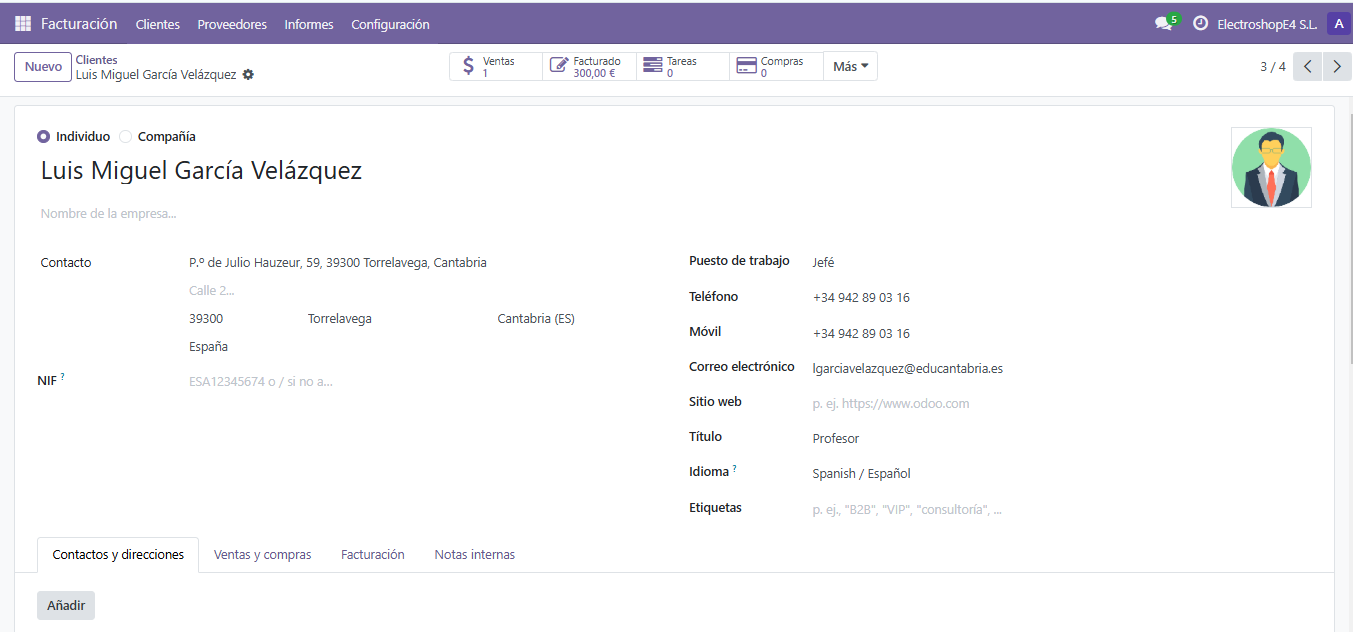 Facturación Clientes Proveedores Informes Configuración 5 ElectroshopE4 S.L. A
Nuevo
Clientes
Luis Miguel García Velázquez
Ventas
1
Facturado
300,00 €
Tareas
0
Compras
0
Más
3 / 4
Individuo Compañía
Luis Miguel García Velázquez
Nombre de la empresa...
Contacto
P.º de Julio Hauzeur, 59, 39300 Torrelavega, Cantabria
Calle 2...
39300 Torrelavega Cantabria (ES)
España
NIF ? ESA12345674 o / si no a...
Puesto de trabajo Jefé
Teléfono +34 942 89 03 16
Móvil +34 942 89 03 16
Correo electrónico lgarciavelazquez@educantabria.es
Sitio web p. ej. https://www.odoo.com
Título Profesor
Idioma ? Spanish / Español
Etiquetas p. ej., "B2B", "VIP", "consultoría", ...
Contactos y direcciones Ventas y compras Facturación Notas internas
Añadir